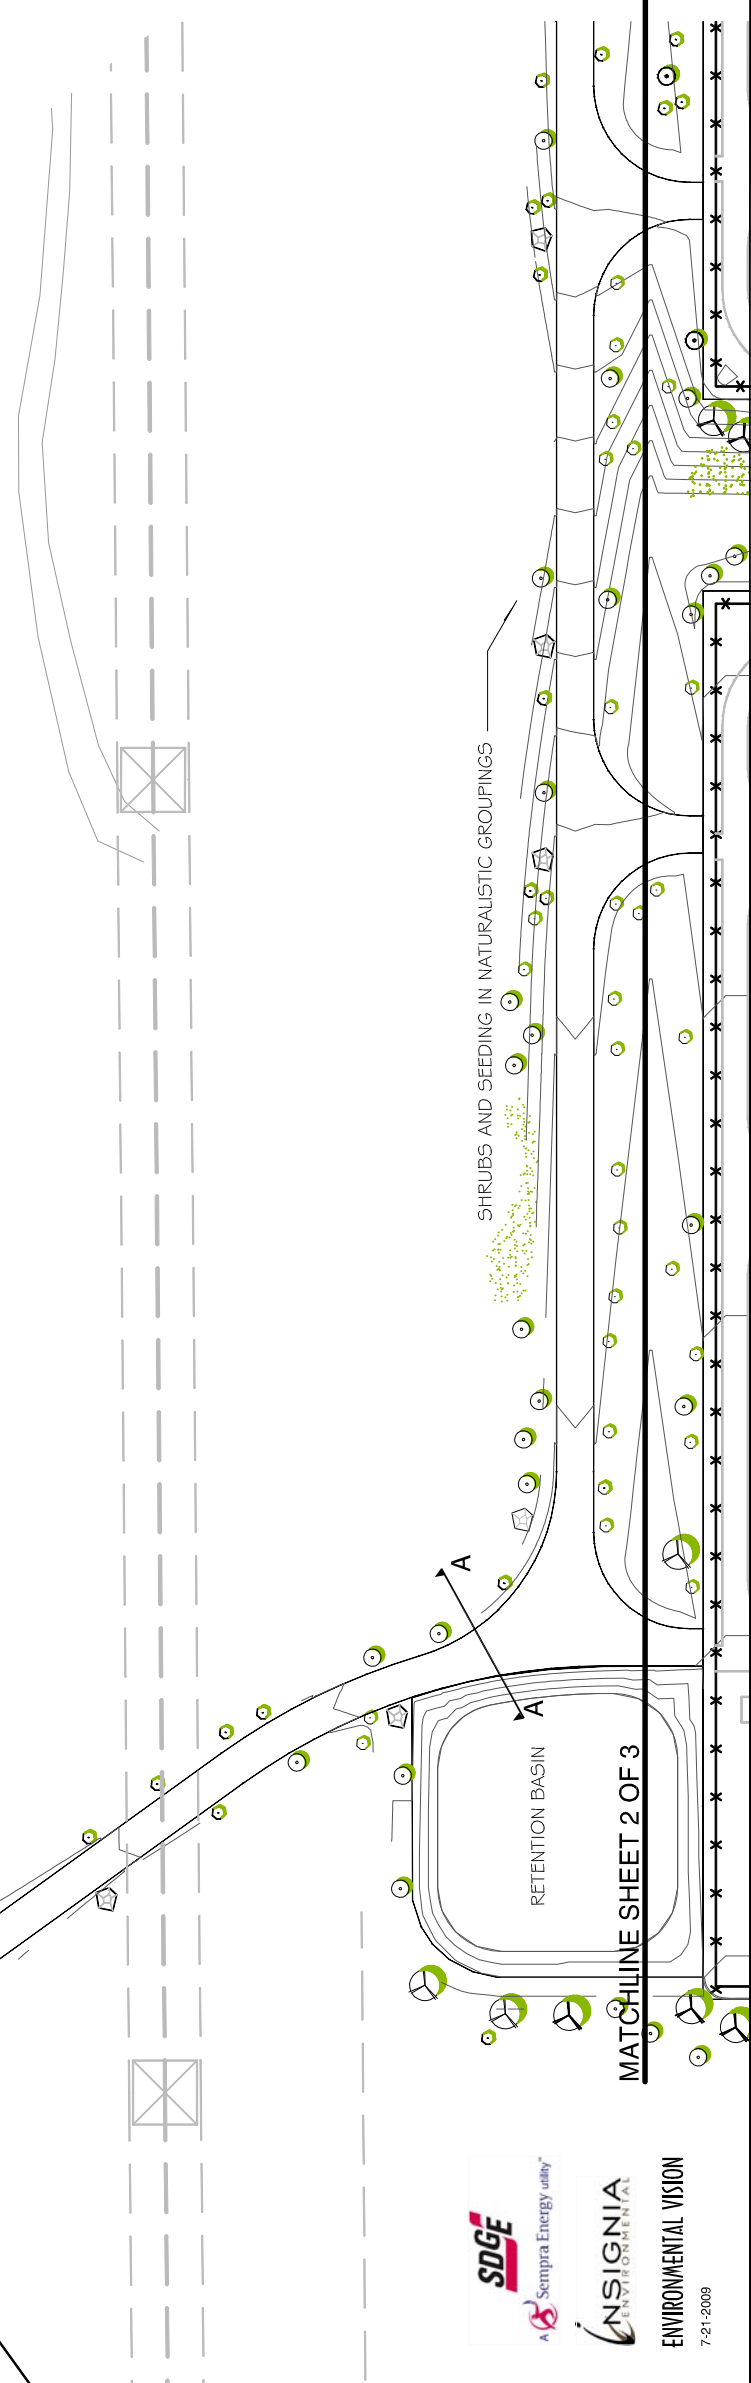 SHRUBS AND SEEDING IN NATURALISTIC GROUPINGS
A
A
RETENTION BASIN
MATCHLINE SHEET 2 OF 3
SDGE
A Sempra Energy utility™
INSIGNIA
ENVIRONMENTAL
ENVIRONMENTAL VISION
7-21-2009